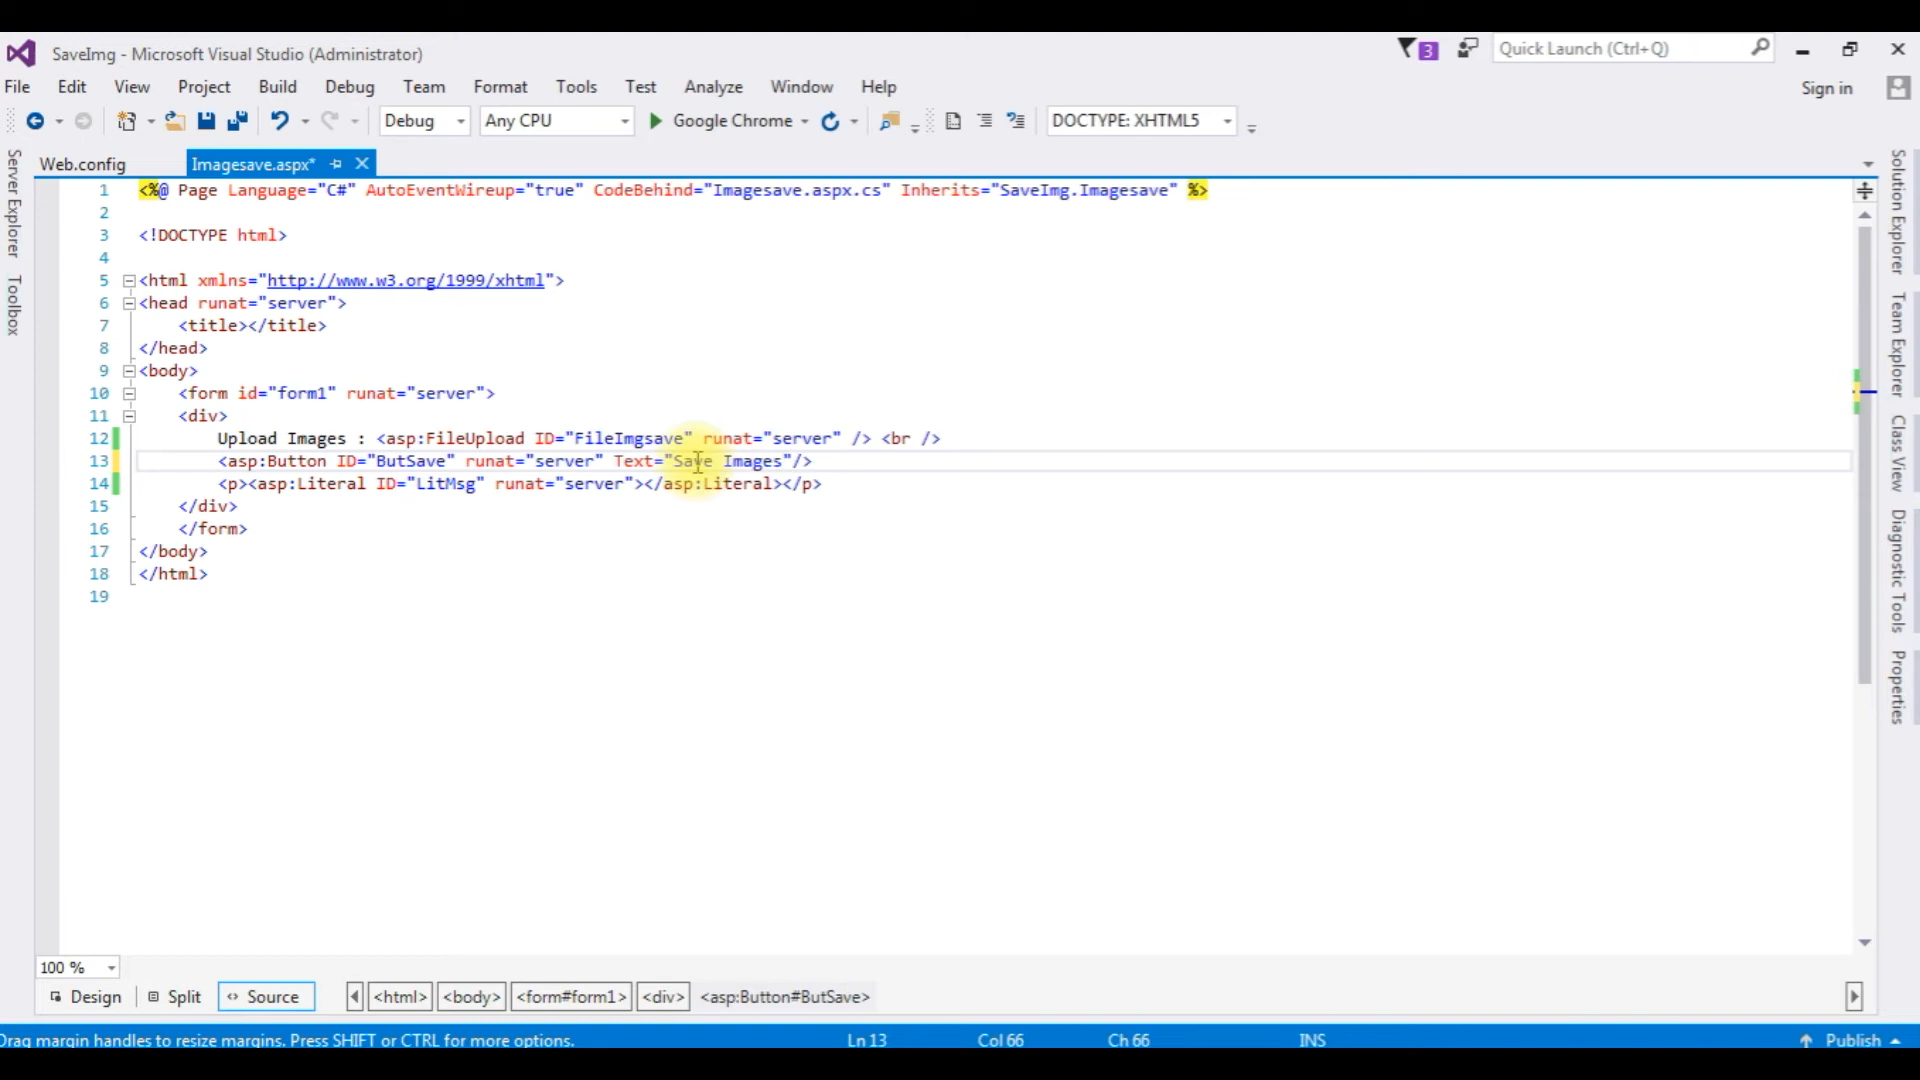 SaveImg - Microsoft Visual Studio (Administrator)
3
Quick Launch (Ctrl+Q)
File Edit View Project Build Debug Team Format Tools Test Analyze Window Help
Sign in
Debug Any CPU Google Chrome DOCTYPE: XHTML5
Server Explorer
Toolbox
Web.config Imagesave.aspx*
1 <%@ Page Language="C#" AutoEventWireup="true" CodeBehind="Imagesave.aspx.cs" Inherits="SaveImg.Imagesave" %>
2
3 <!DOCTYPE html>
4
5 <html xmlns="http://www.w3.org/1999/xhtml">
6 <head runat="server">
7 <title></title>
8 </head>
9 <body>
10 <form id="form1" runat="server">
11 <div>
12 Upload Images : <asp:FileUpload ID="FileImgsave" runat="server" /> <br />
13 <asp:Button ID="ButSave" runat="server" Text="Save Images"/>
14 <p><asp:Literal ID="LitMsg" runat="server"></asp:Literal></p>
15 </div>
16 </form>
17 </body>
18 </html>
19
Solution Explorer
Team Explorer
Class View
Diagnostic Tools
Properties
100 %
Design Split Source <html> <body> <form#form1> <div> <asp:Button#ButSave>
Drag margin handles to resize margins. Press SHIFT or CTRL for more options. Ln 13 Col 66 Ch 66 INS Publish